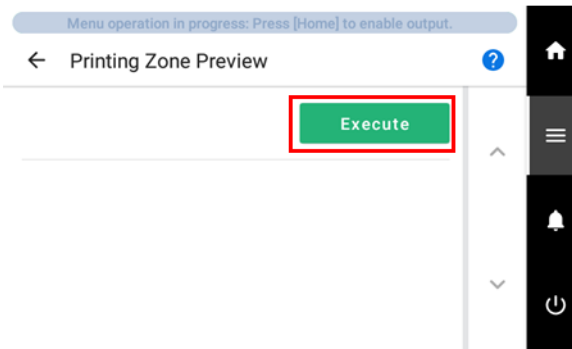 Menu operation in progress: Press [Home] to enable output.
Printing Zone Preview
?
Execute